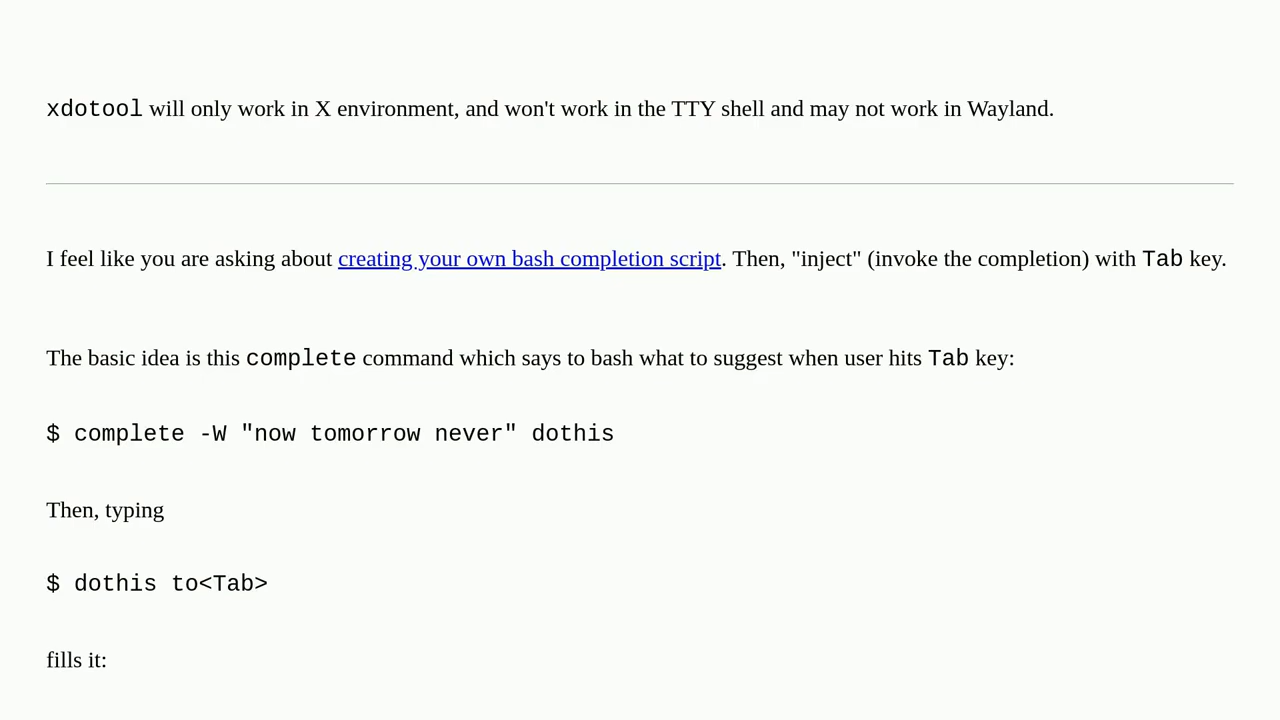 xdotool will only work in X environment, and won't work in the TTY shell and may not work in Wayland.
I feel like you are asking about creating your own bash completion script. Then, "inject" (invoke the completion) with Tab key.
The basic idea is this complete command which says to bash what to suggest when user hits Tab key:
$ complete -W "now tomorrow never" dothis
Then, typing
$ dothis to<Tab>
fills it: